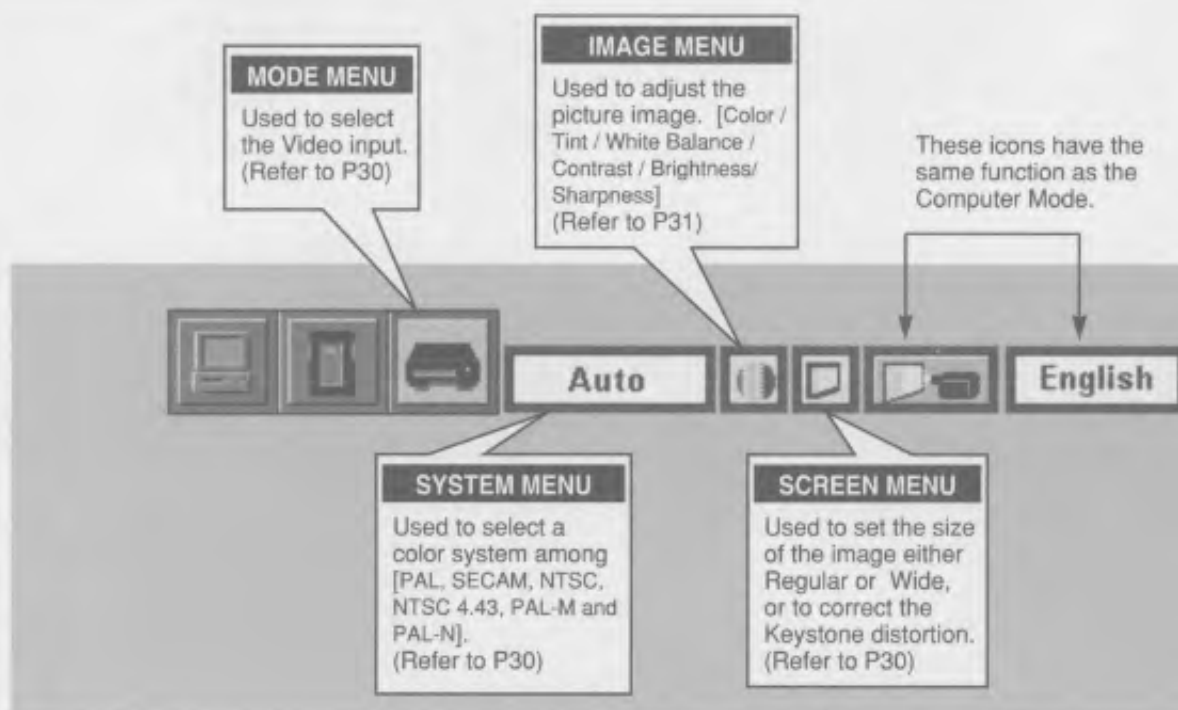 MODE MENU
Used to select
the Video input.
(Refer to P30)
IMAGE MENU
Used to adjust the
picture image. [Color /
Tint / White Balance /
Contrast / Brightness/
Sharpness]
(Refer to P31)
These icons have the
same function as the
Computer Mode.
Auto
English
SYSTEM MENU
Used to select a
color system among
[PAL, SECAM, NTSC,
NTSC 4.43, PAL-M and
PAL-N].
(Refer to P30)
SCREEN MENU
Used to set the size
of the image either
Regular or Wide,
or to correct the
Keystone distortion.
(Refer to P30)